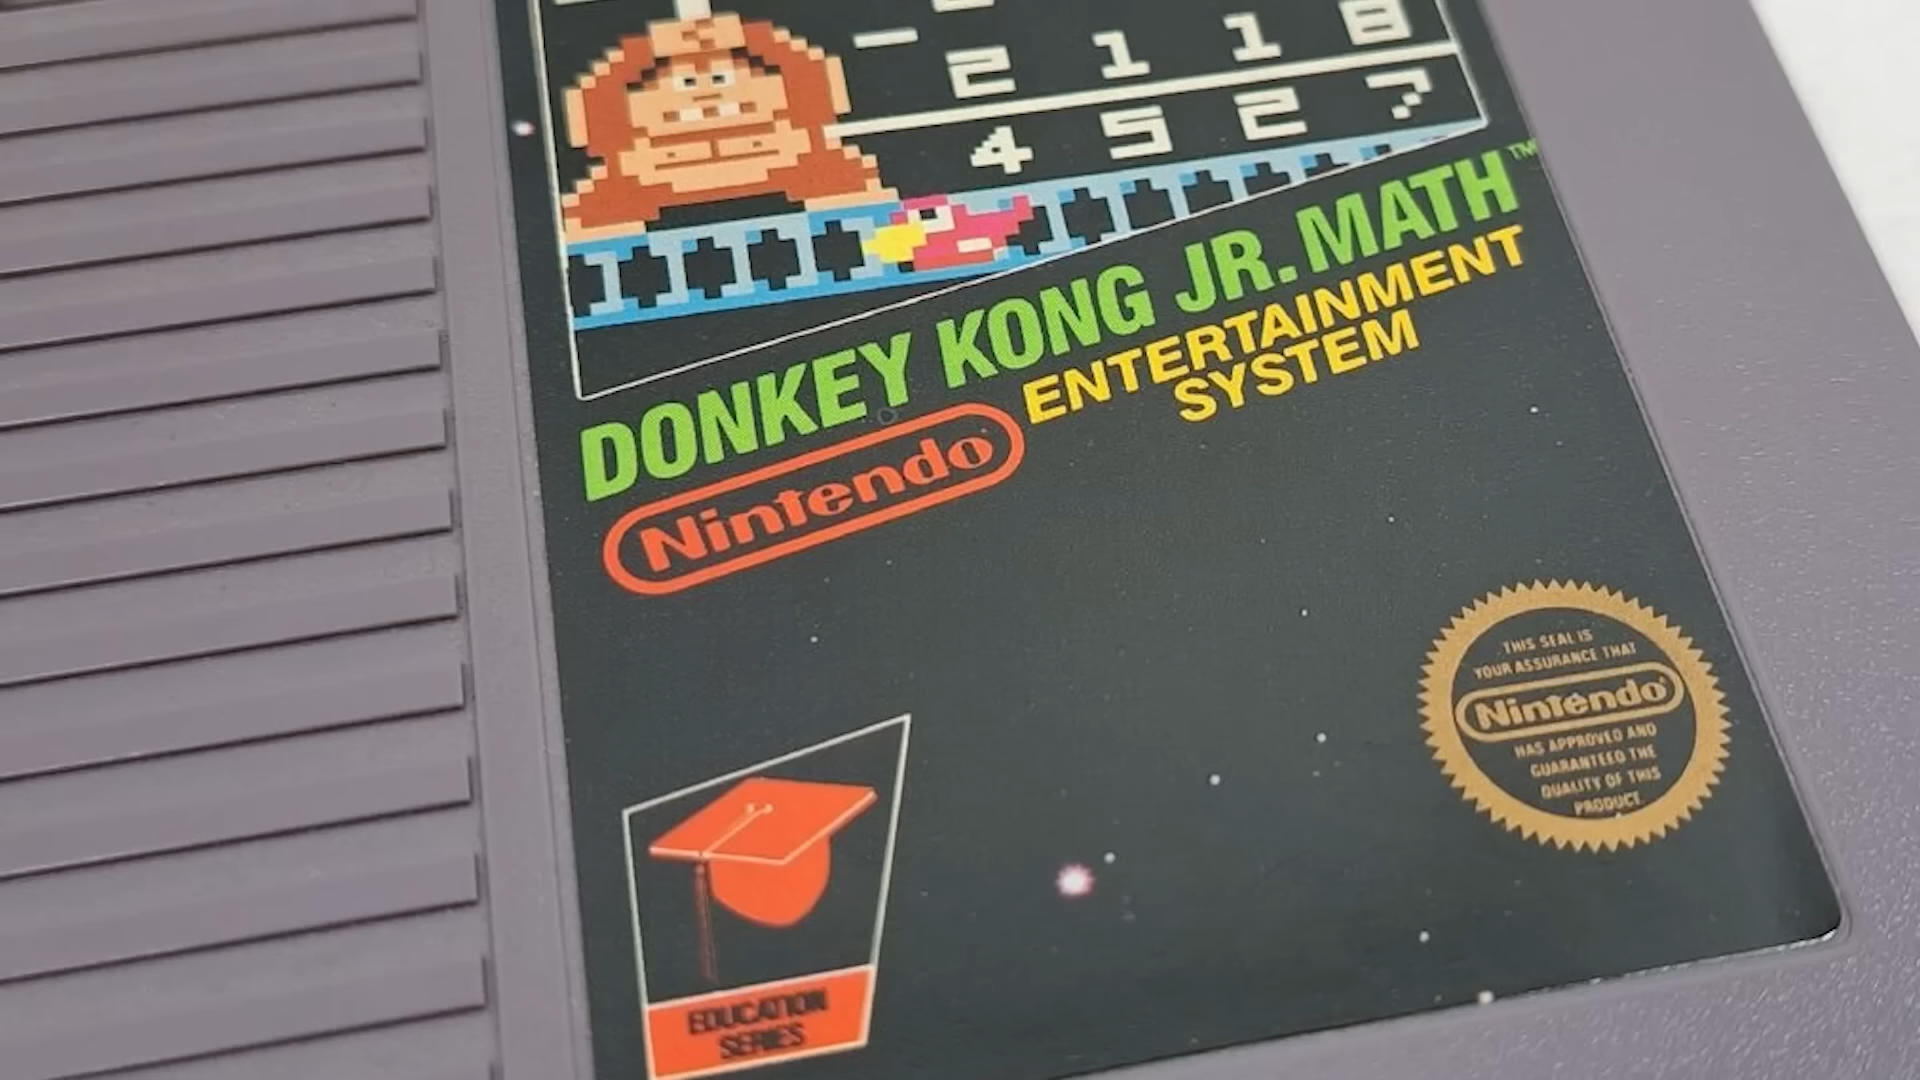 - 2 1 1 8
4 5 2 7
DONKEY KONG JR. MATH™
Nintendo
ENTERTAINMENT
SYSTEM
THIS SEAL IS
YOUR ASSURANCE THAT
Nintendo®
HAS APPROVED AND
GUARANTEED THE
QUALITY OF THIS
PRODUCT.
EDUCATION
SERIES